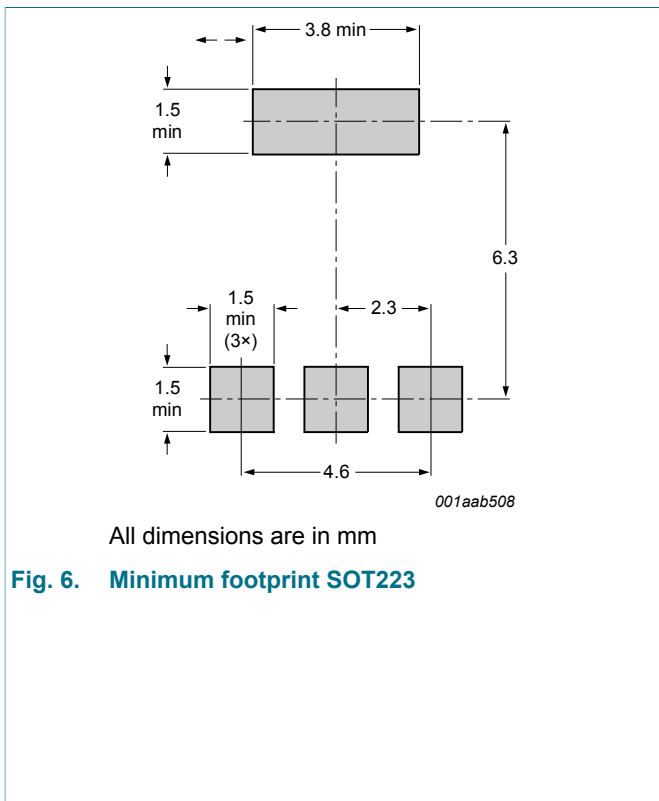 3.8 min
1.5
min
6.3
1.5
min
(3×)
2.3
1.5
min
4.6
001aab508
All dimensions are in mm
Fig. 6. Minimum footprint SOT223